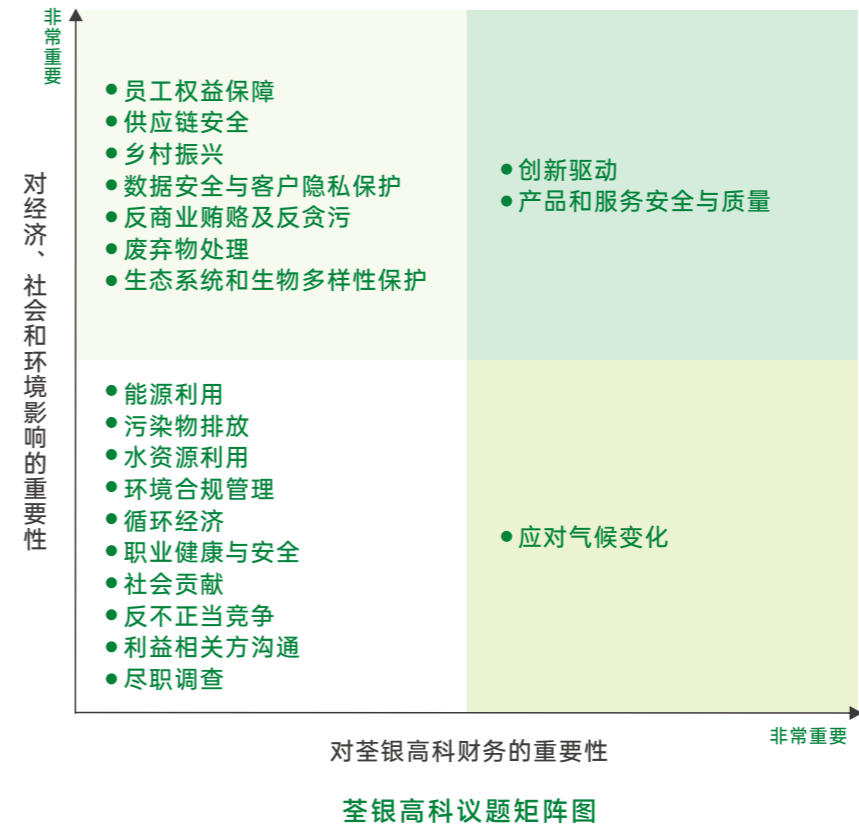 非常重要
对经济、社会和环境影响的重要性
●员工权益保障
●供应链安全
●乡村振兴
●数据安全与客户隐私保护
●反商业贿赂及反贪污
●废弃物处理
●生态系统和生物多样性保护
●创新驱动
●产品和服务安全与质量
●能源利用
●污染物排放
●水资源利用
●环境合规管理
●循环经济
●职业健康与安全
●社会贡献
●反不正当竞争
●利益相关方沟通
●尽职调查
●应对气候变化
对荃银高科财务的重要性
非常重要
荃银高科议题矩阵图